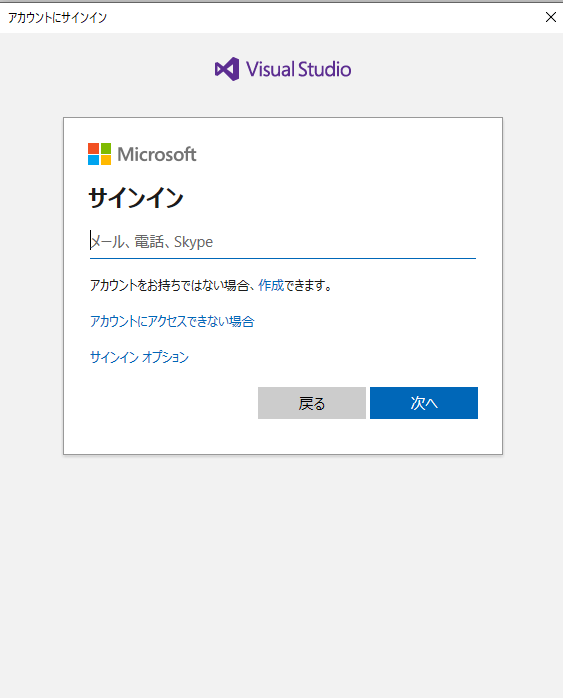 アカウントにサインイン
Visual Studio
Microsoft
サインイン
メール、電話、Skype
アカウントをお持ちではない場合、作成できます。
アカウントにアクセスできない場合
サインイン オプション
戻る
次へ